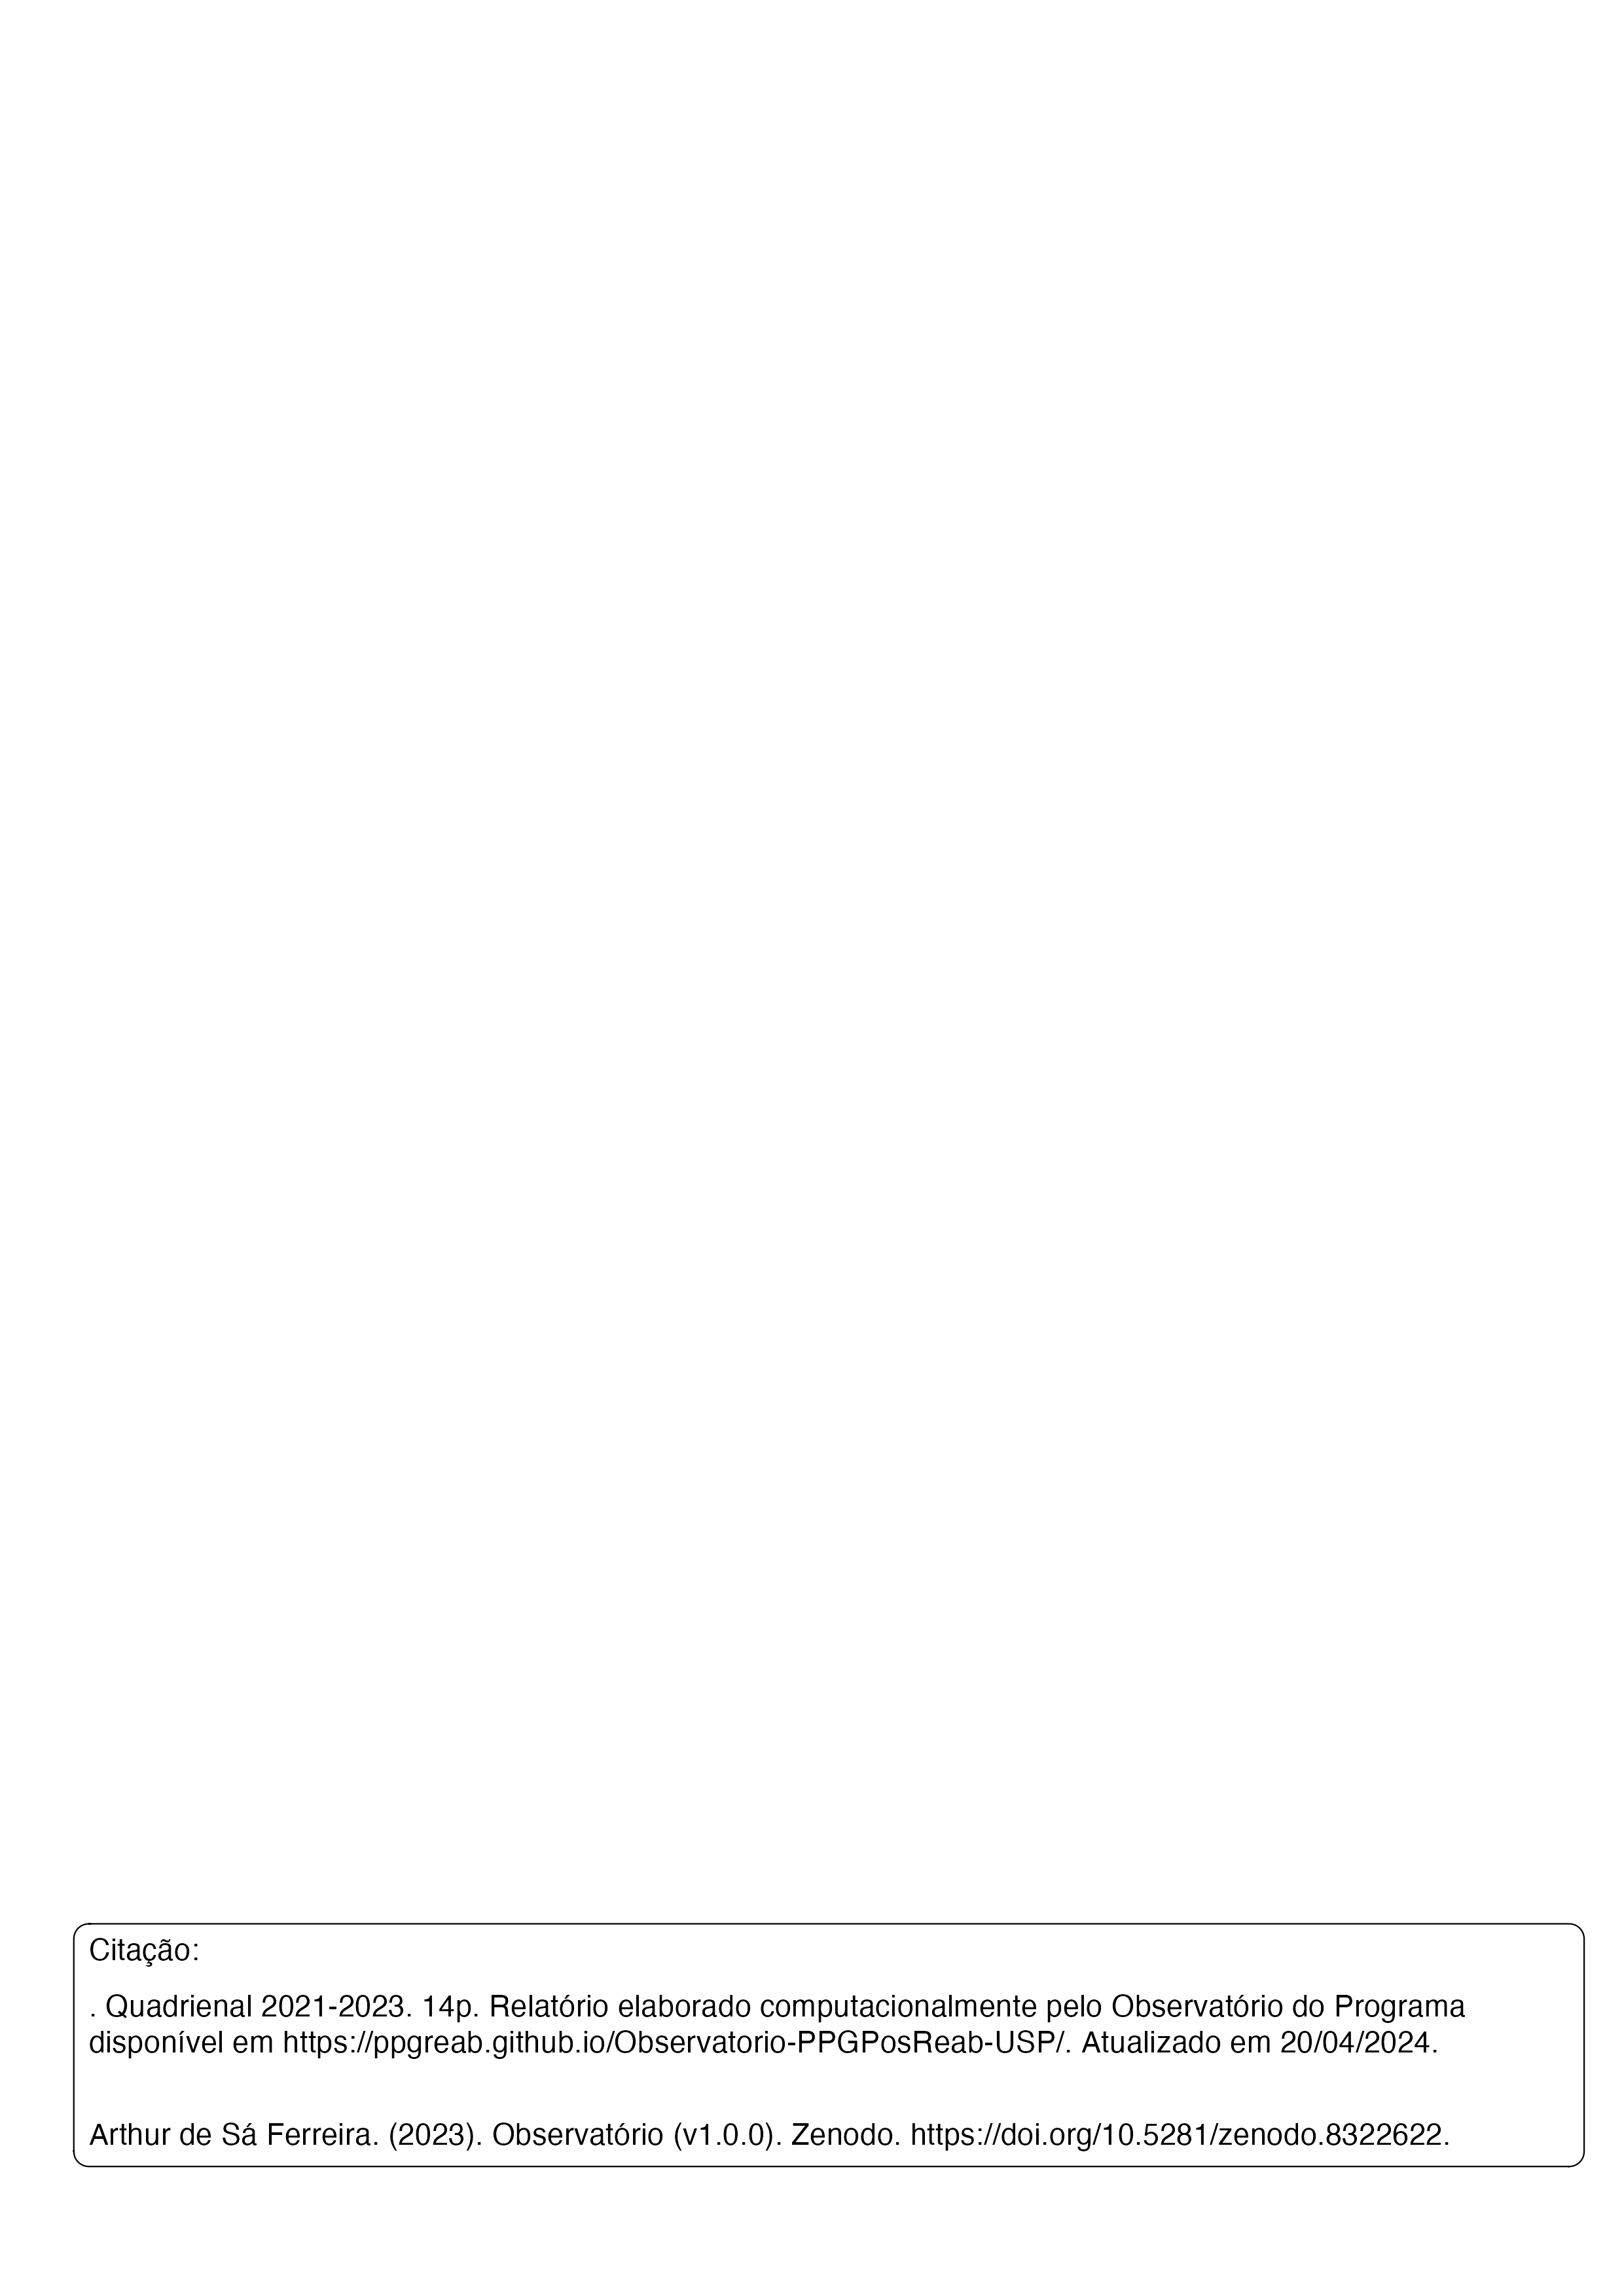 Citação:
. Quadrienal 2021-2023. 14p. Relatório elaborado computacionalmente pelo Observatório do Programa
disponível em https://ppgreab.github.io/Observatorio-PPGPosReab-USP/. Atualizado em 20/04/2024.
Arthur de Sá Ferreira. (2023). Observatório (v1.0.0). Zenodo. https://doi.org/10.5281/zenodo.8322622.